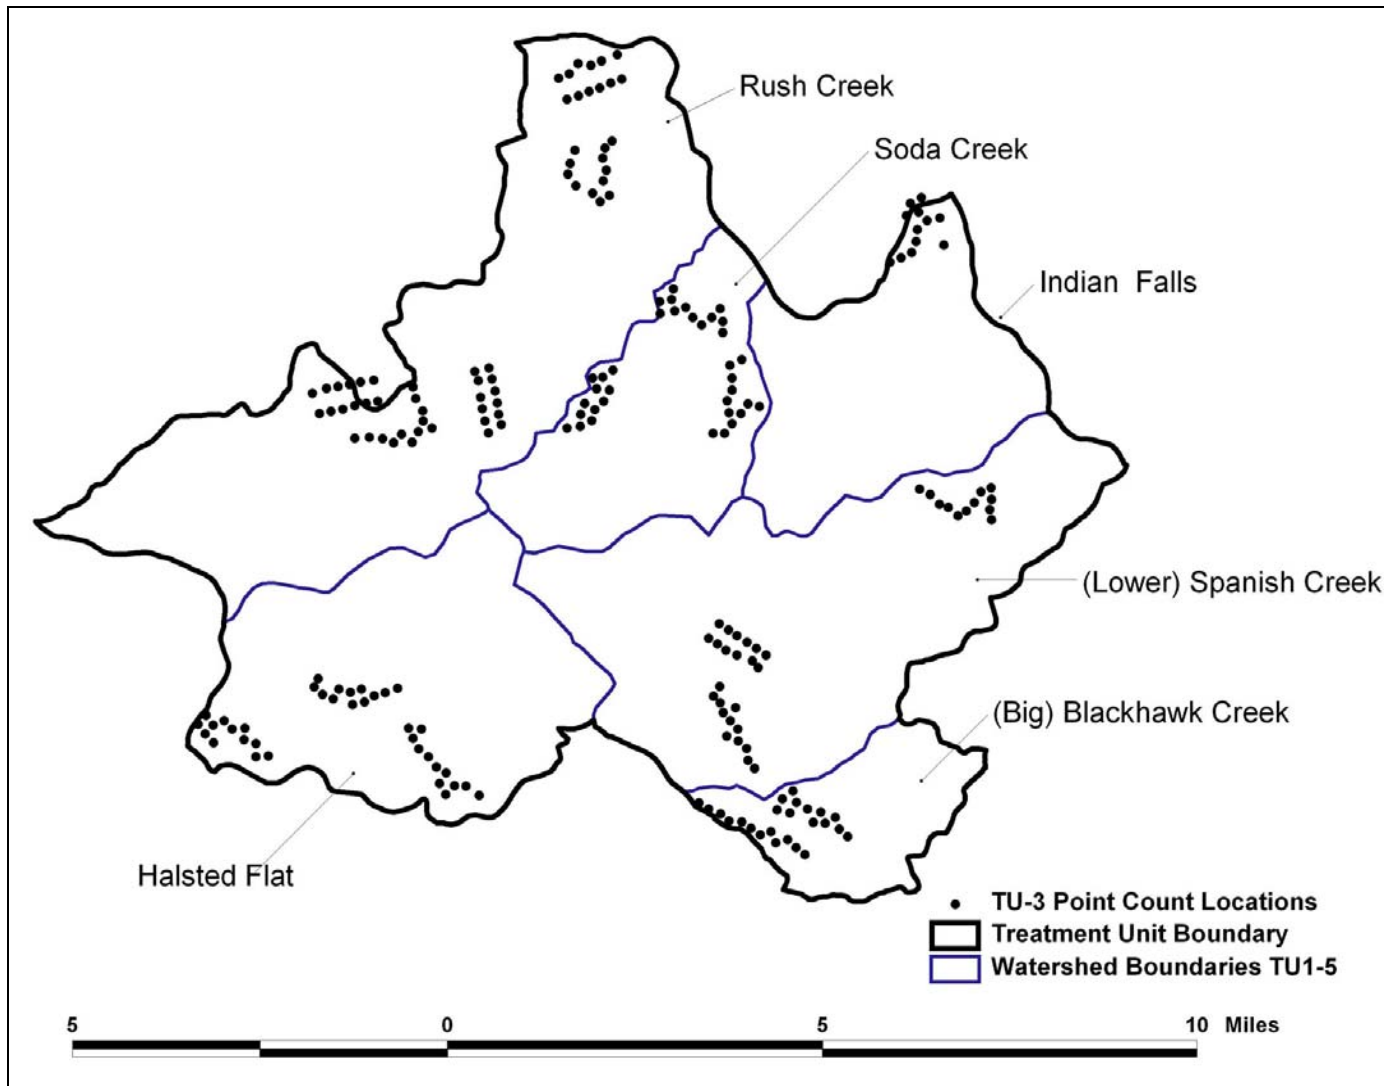 Rush Creek
Soda Creek
Indian Falls
(Lower) Spanish Creek
(Big) Blackhawk Creek
Halsted Flat
TU-3 Point Count Locations
Treatment Unit Boundary
Watershed Boundaries TU1-5
5 0 5 10 Miles